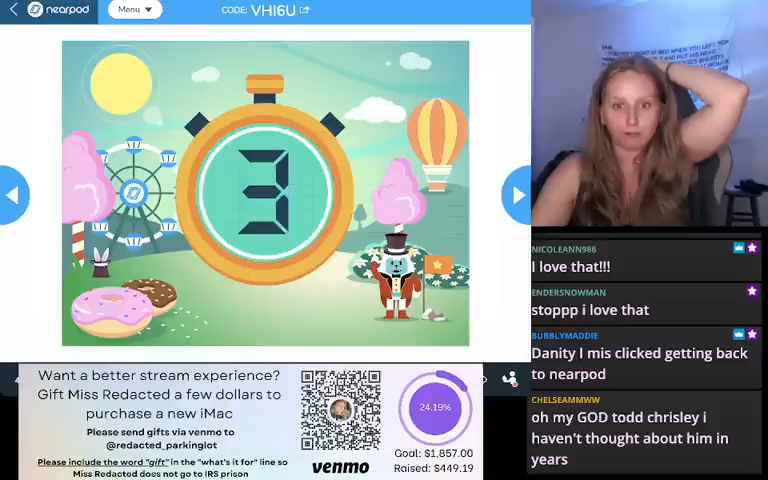 nearpod
Menu
CODE: VHI6U
3
NICOLEANN986
I love that!!!
ENDERSNOWMAN
stoppp i love that
BUBBLYMADDIE
Danity I mis clicked getting back
to nearpod
CHELSEAMMWW
oh my GOD todd chrisley i
haven't thought about him in
years
Want a better stream experience?
Gift Miss Redacted a few dollars to
purchase a new iMac
Please send gifts via venmo to
@redacted_parkinglot
Please include the word "gift" in the "what's it for" line so
Miss Redacted does not go to IRS prison
venmo
24.19%
Goal: $1,857.00
Raised: $449.19